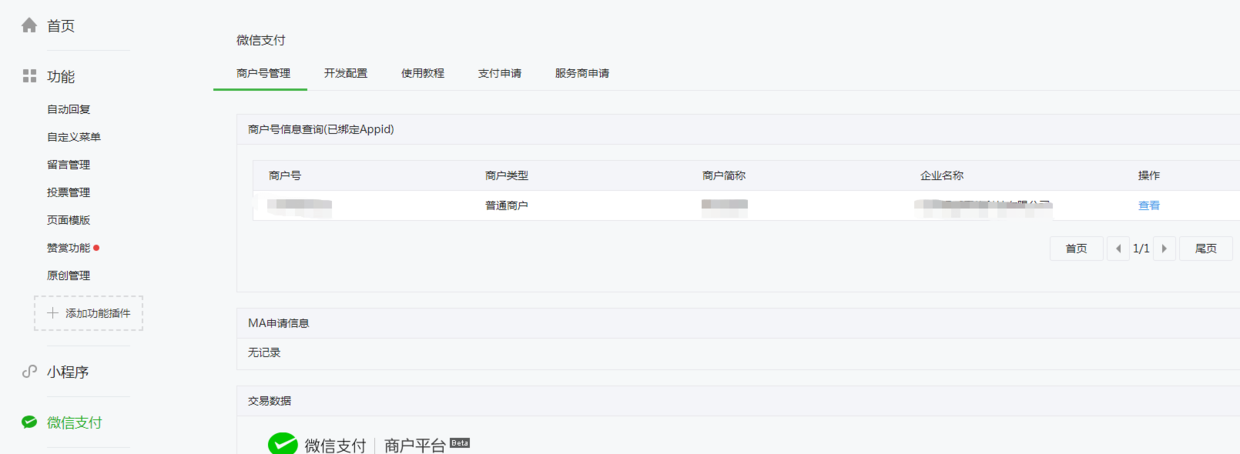 首页
功能
自动回复
自定义菜单
留言管理
投票管理
页面模版
赞赏功能
原创管理
添加功能插件
小程序
微信支付
微信支付
商户号管理 开发配置 使用教程 支付申请 服务商申请
商户号信息查询(已绑定Appid)
商户号 商户类型 商户简称 企业名称 操作
普通商户 查看
首页 1/1 尾页
MA申请信息
无记录
交易数据
微信支付 商户平台 Beta